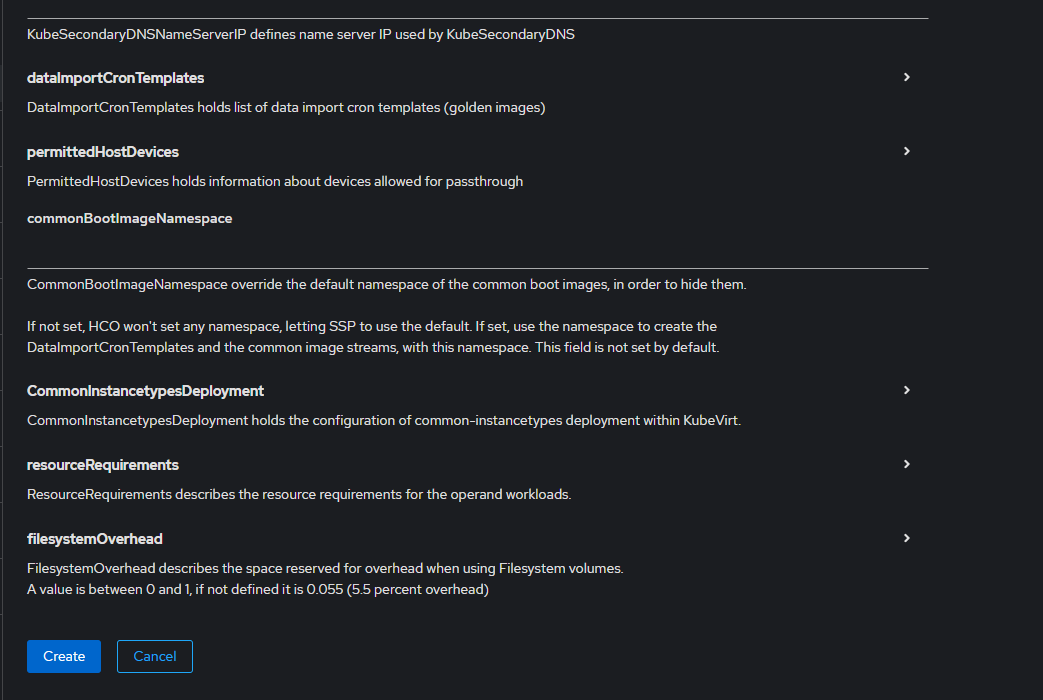 KubeSecondaryDNSNameServerIP defines name server IP used by KubeSecondaryDNS
dataImportCronTemplates
DataImportCronTemplates holds list of data import cron templates (golden images)
permittedHostDevices
PermittedHostDevices holds information about devices allowed for passthrough
commonBootImageNamespace
CommonBootImageNamespace override the default namespace of the common boot images, in order to hide them.
If not set, HCO won't set any namespace, letting SSP to use the default. If set, use the namespace to create the
DataImportCronTemplates and the common image streams, with this namespace. This field is not set by default.
CommonInstancetypesDeployment
CommonInstancetypesDeployment holds the configuration of common-instancetypes deployment within KubeVirt.
resourceRequirements
ResourceRequirements describes the resource requirements for the operand workloads.
filesystemOverhead
FilesystemOverhead describes the space reserved for overhead when using Filesystem volumes.
A value is between 0 and 1, if not defined it is 0.055 (5.5 percent overhead)
Create Cancel